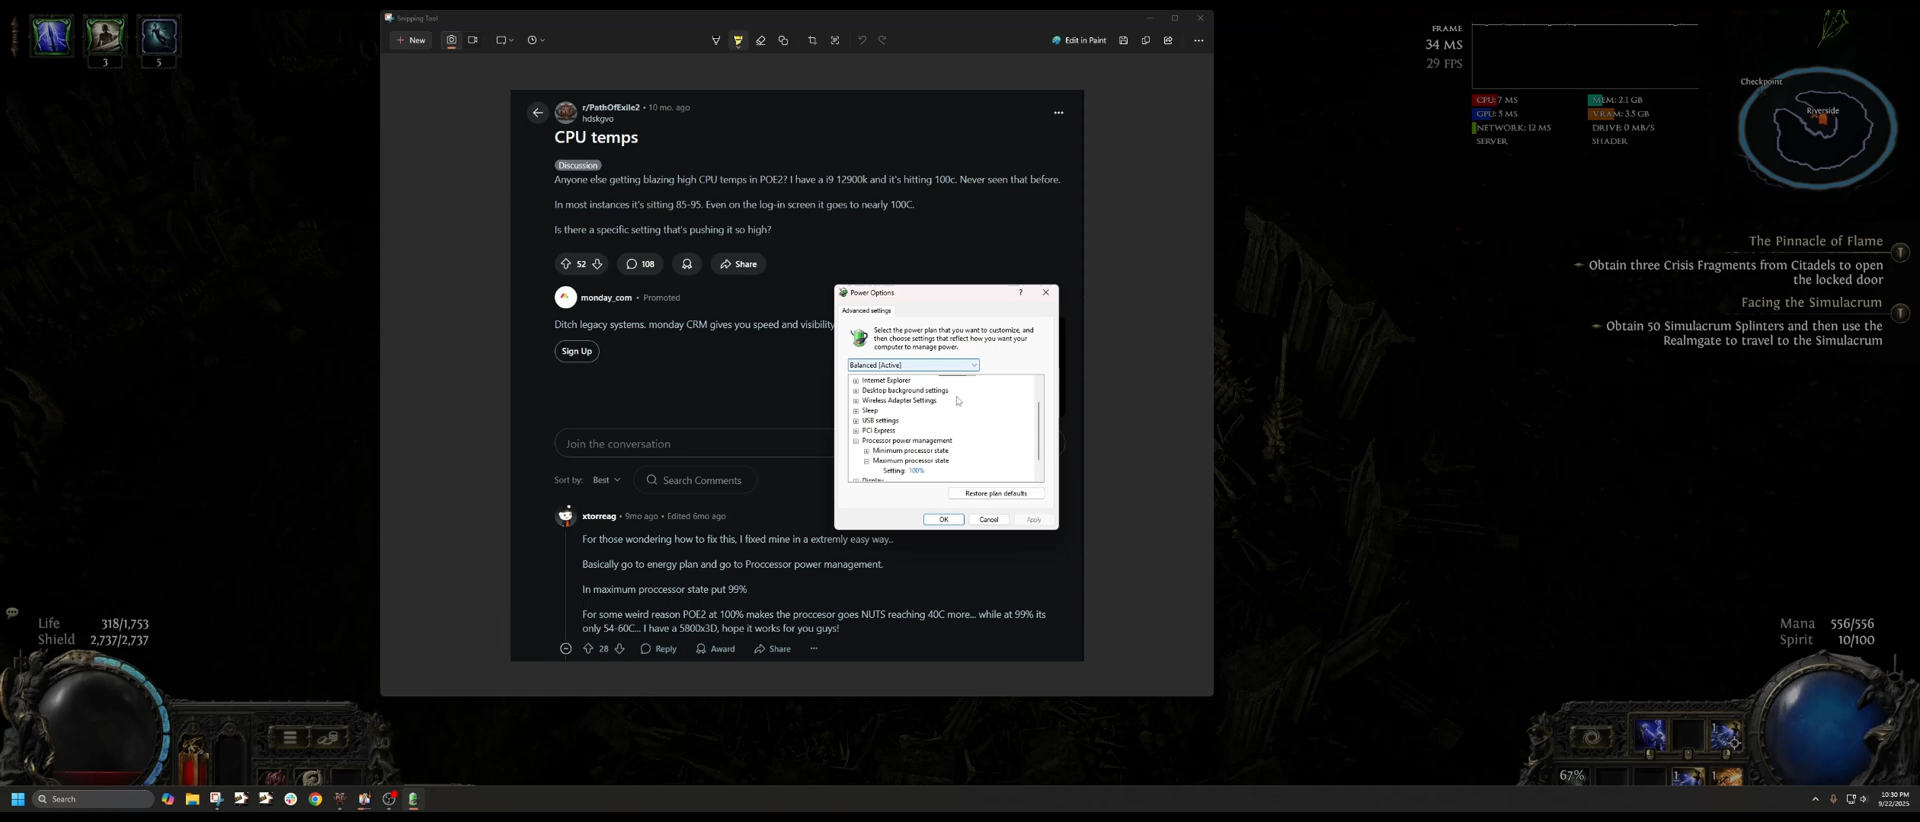 Snipping Tool
New
Edit in Paint
3
5
r/PathOfExile2 • 10 mo. ago
hdskgvo
CPU temps
Discussion
Anyone else getting blazing high CPU temps in POE2? I have a i9 12900k and it's hitting 100c. Never seen that before.
In most instances it's sitting 85-95. Even on the log-in screen it goes to nearly 100C.
Is there a specific setting that's pushing it so high?
52
108
Share
monday_com • Promoted
Ditch legacy systems. monday CRM gives you speed and visibility
Sign Up
Join the conversation
Sort by: Best
Search Comments
xtorreag • 9mo ago • Edited 6mo ago
For those wondering how to fix this, I fixed mine in a extremly easy way..
Basically go to energy plan and go to Proccessor power management.
In maximum proccessor state put 99%
For some weird reason POE2 at 100% makes the proccesor goes NUTS reaching 40C more... while at 99% its
only 54-60C... I have a 5800x3D, hope it works for you guys!
28
Reply
Award
Share
Power Options
?
Advanced settings
Select the power plan that you want to customize, and
then choose settings that reflect how you want your
computer to manage power.
Balanced [Active]
Internet Explorer
Desktop background settings
Wireless Adapter Settings
Sleep
USB settings
PCI Express
Processor power management
Minimum processor state
Maximum processor state
Setting: 100%
Display
Restore plan defaults
OK
Cancel
Apply
FRAME
34 MS
29 FPS
CPU: 7 MS
MEM: 2.1 GB
GPU: 5 MS
VRAM: 3.5 GB
NETWORK: 12 MS
DRIVE: 0 MB/S
SERVER
SHADER
Checkpoint
Riverside
The Pinnacle of Flame
Obtain three Crisis Fragments from Citadels to open
the locked door
Facing the Simulacrum
Obtain 50 Simulacrum Splinters and then use the
Realmgate to travel to the Simulacrum
Life 318/1,753
Shield 2,737/2,737
Mana 556/556
Spirit 10/100
67%
1
1
Search
10:30 PM
9/22/2025